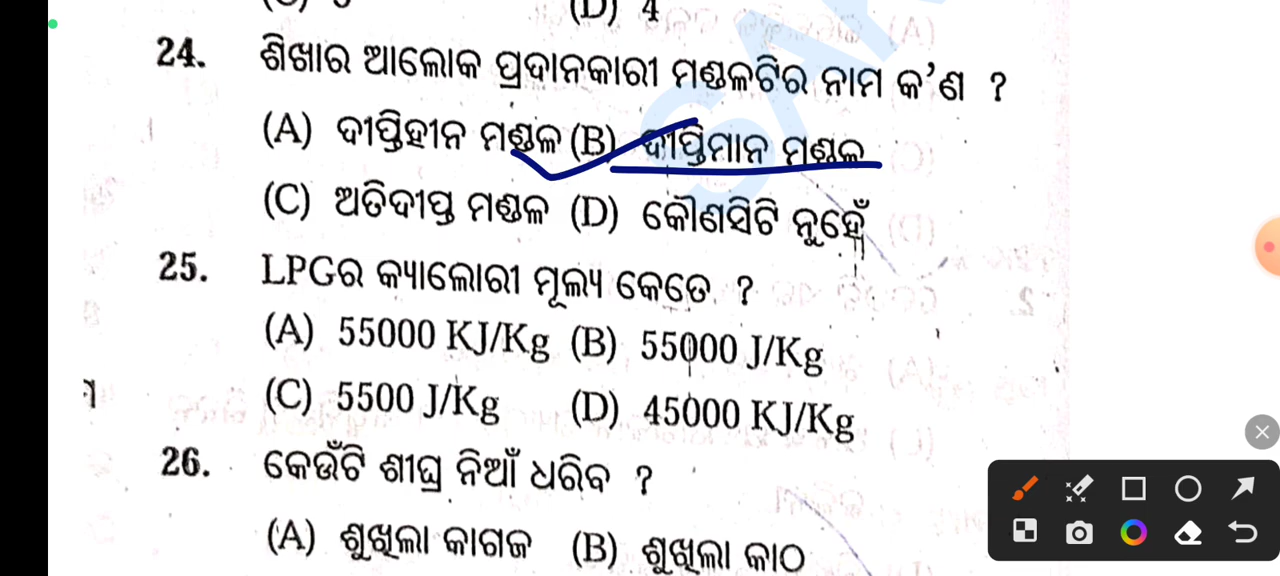 (D) 4
24. ଶିଖାର ଆଲୋକ ପ୍ରଦାନକାରୀ ମଣ୍ଡଳଟିର ନାମ କ'ଣ ?
(A) ଦୀପ୍ତିହୀନ ମଣ୍ଡଳ (B) ଦୀପ୍ତିମାନ ମଣ୍ଡଳ
(C) ଅତିଦୀପ୍ତ ମଣ୍ଡଳ (D) କୌଣସିଟି ନୁହେଁ
25. LPGର କ୍ୟାଲୋରୀ ମୂଲ୍ୟ କେତେ ?
(A) 55000 KJ/Kg (B) 55000 J/Kg
(C) 5500 J/Kg (D) 45000 KJ/Kg
26. କେଉଁଟି ଶୀଘ୍ର ନିଆଁ ଧରିବ ?
(A) ଶୁଖିଲା କାଗଜ (B) ଶୁଖିଲା କାଠ